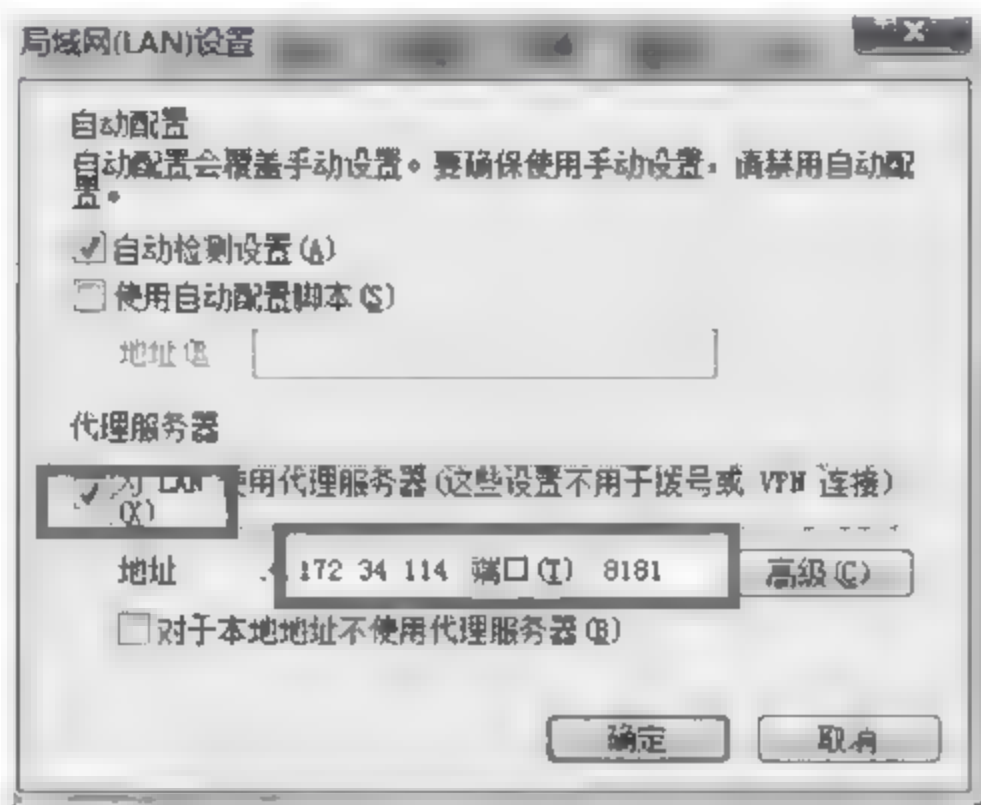 局域网(LAN)设置
自动配置
自动配置会覆盖手动设置。要确保使用手动设置，请禁用自动配
置。
自动检测设置(A)
使用自动配置脚本(S)
地址
代理服务器
为 LAN 使用代理服务器(这些设置不用于拨号或 VPN 连接)
(X)
地址 172 34 114 端口(T) 8181 高级(C)
对于本地地址不使用代理服务器(B)
确定 取消